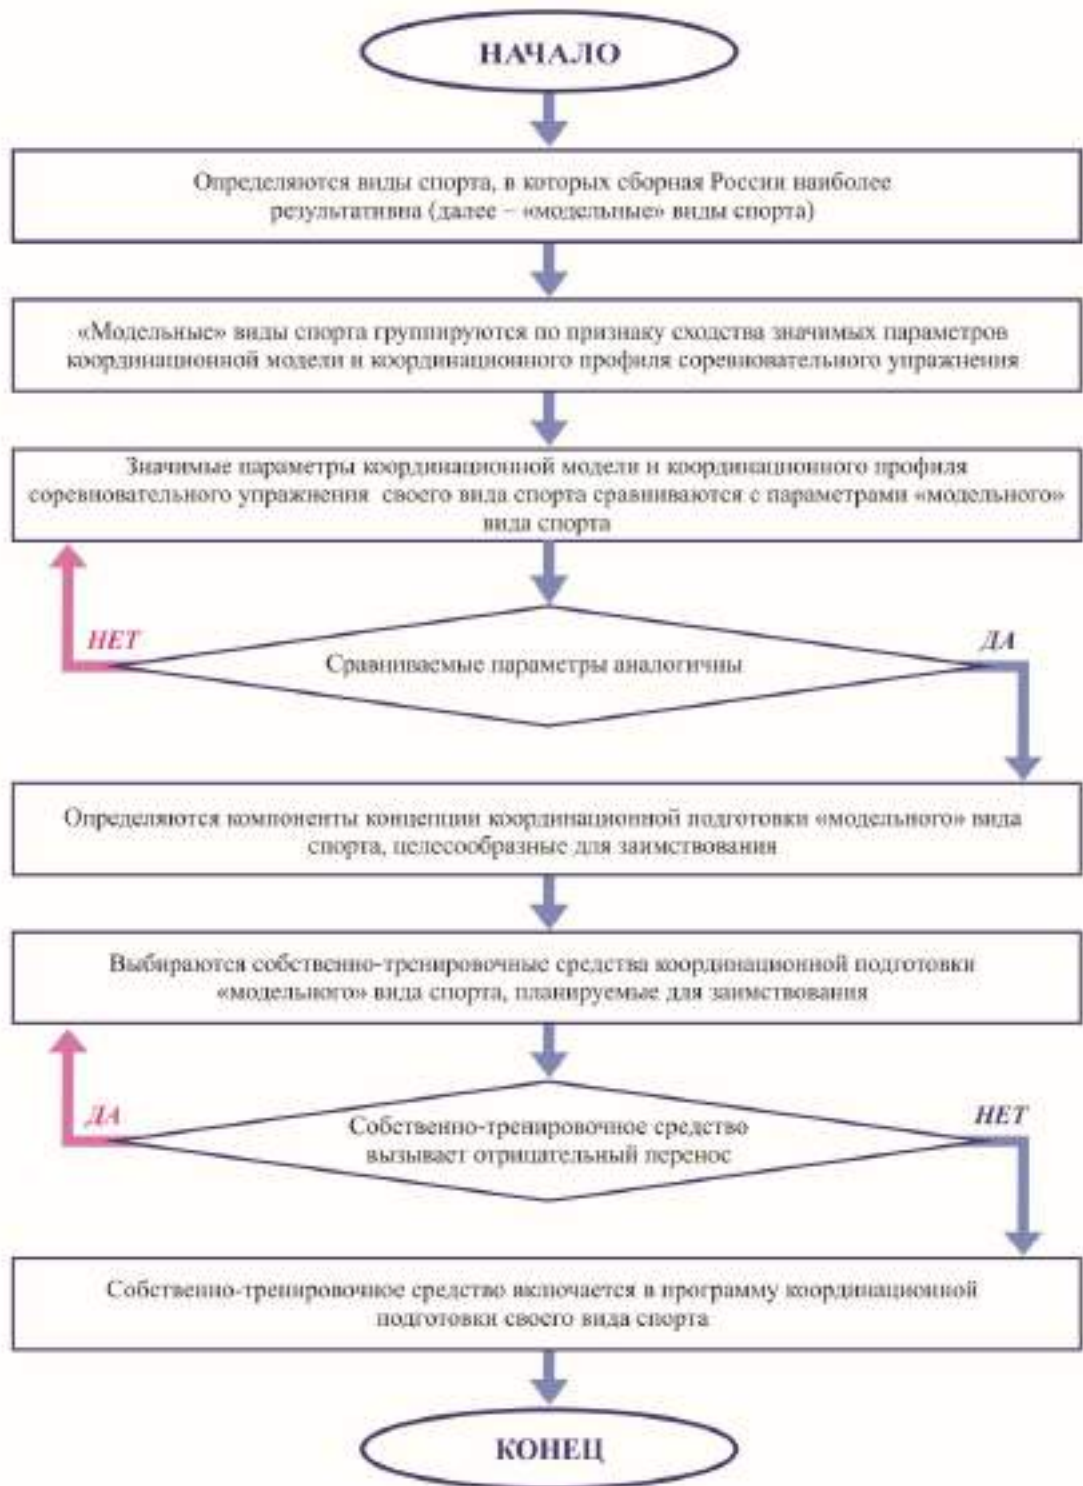 НАЧАЛО
Определяются виды спорта, в которых сборная России наиболее
результативна (далее – «модельные» виды спорта)
«Модельные» виды спорта группируются по признаку сходства значимых параметров
координационной модели и координационного профиля соревновательного упражнения
Значимые параметры координационной модели и координационного профиля
соревновательного упражнения своего вида спорта сравниваются с параметрами «модельного»
вида спорта
НЕТ
ДА
Сравниваемые параметры аналогичны
Определяются компоненты концепции координационной подготовки «модельного» вида
спорта, целесообразные для заимствования
Выбираются собственно-тренировочные средства координационной подготовки
«модельного» вида спорта, планируемые для заимствования
ДА
НЕТ
Собственно-тренировочное средство
вызывает отрицательный перенос
Собственно-тренировочное средство включается в программу координационной
подготовки своего вида спорта
КОНЕЦ